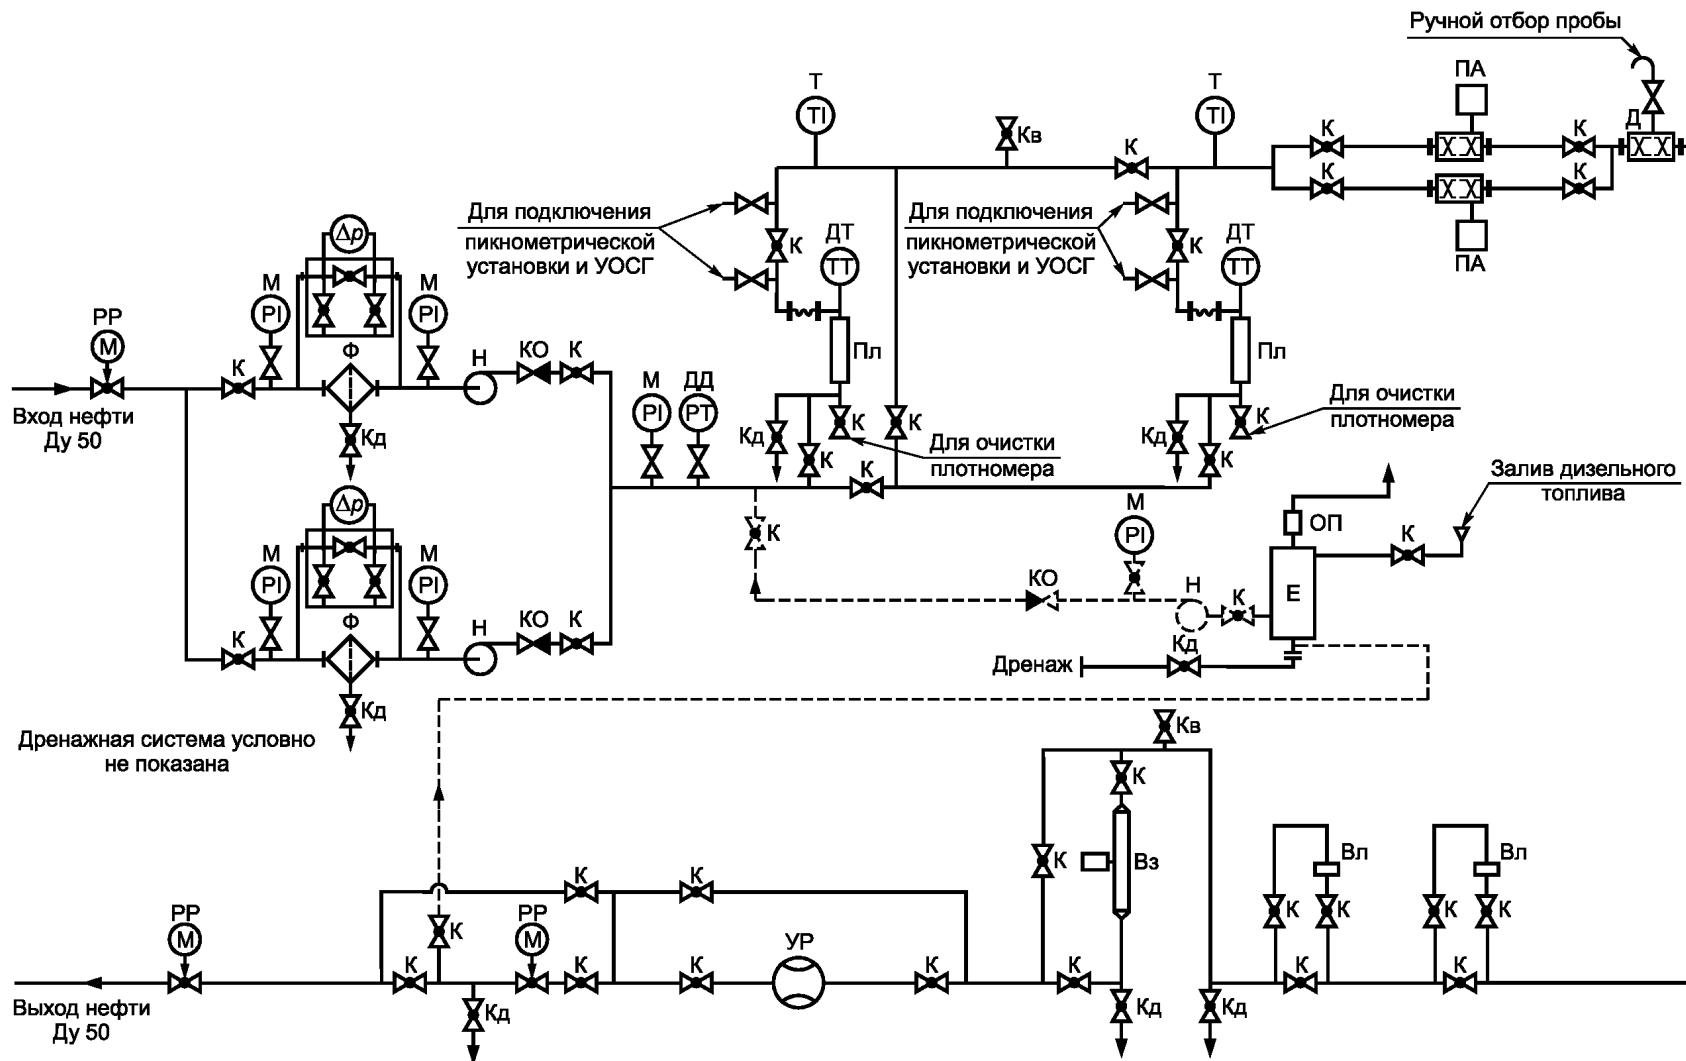 Ручной отбор пробы
Т
TI
Т
TI
ПА
Кв
К
К
К
Д
К
К
ПА
Для подключения
пикнометрической
установки и УОСГ
К
ДТ
ТТ
Для подключения
пикнометрической
установки и УОСГ
К
ДТ
ТТ
Δp
М
PI
М
PI
РР
М
К
Ф
Н
КО
К
Пл
Пл
Вход нефти
Ду 50
Кд
М
PI
ДД
РТ
Кд
К
К
К
Для очистки
плотномера
К
Кд
К
К
Для очистки
плотномера
Δp
М
PI
М
PI
К
Ф
Н
КО
К
Кд
К
М
PI
КО
Н
К
ОП
Е
К
Залив дизельного
топлива
Дренаж
Кд
Дренажная система условно
не показана
Кв
К
К
Вз
Вл
К
К
Вл
К
К
К
К
РР
М
К
К
РР
М
К
К
УР
К
К
К
К
Выход нефти
Ду 50
Кд
Кд
Кд